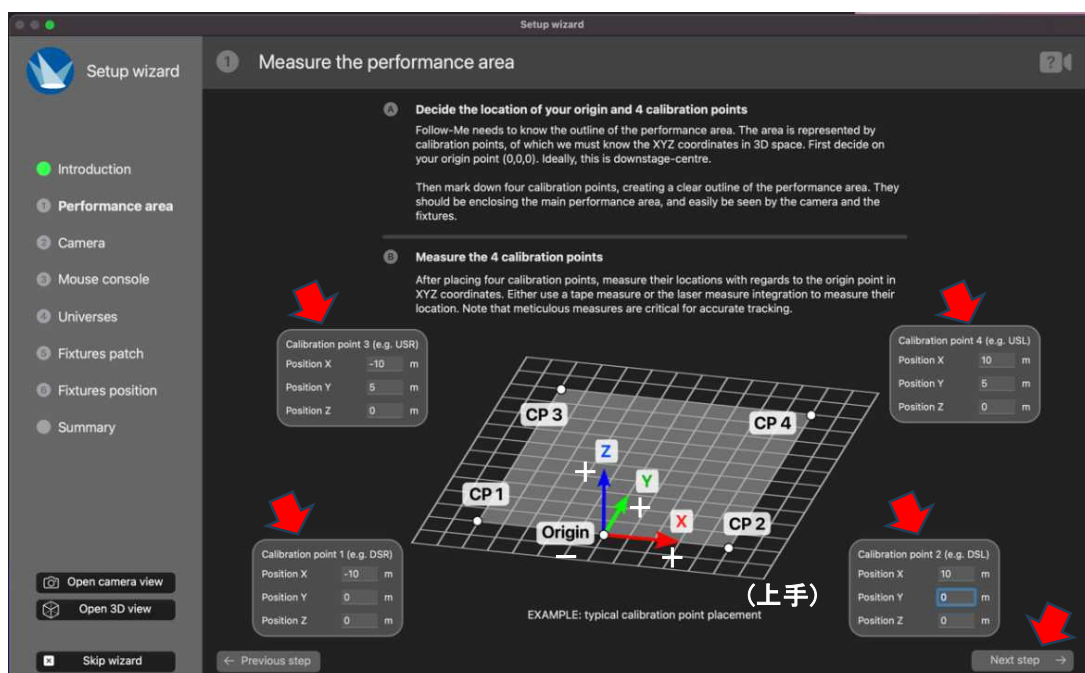 Setup wizard
Setup wizard
1 Measure the performance area
?
A Decide the location of your origin and 4 calibration points
Follow-Me needs to know the outline of the performance area. The area is represented by
calibration points, of which we must know the XYZ coordinates in 3D space. First decide on
your origin point (0,0,0). Ideally, this is downstage-centre.
Then mark down four calibration points, creating a clear outline of the performance area. They
should be enclosing the main performance area, and easily be seen by the camera and the
fixtures.
B Measure the 4 calibration points
After placing four calibration points, measure their locations with regards to the origin point in
XYZ coordinates. Either use a tape measure or the laser measure integration to measure their
location. Note that meticulous measures are critical for accurate tracking.
Introduction
1 Performance area
2 Camera
3 Mouse console
4 Universes
5 Fixtures patch
6 Fixtures position
Summary
Open camera view
Open 3D view
Skip wizard
Calibration point 3 (e.g. USR)
Position X -10 m
Position Y 5 m
Position Z 0 m
Calibration point 4 (e.g. USL)
Position X 10 m
Position Y 5 m
Position Z 0 m
CP 3
CP 4
Z
+
Y
+
CP 1
Origin
−
X
+
CP 2
(上手)
Calibration point 1 (e.g. DSR)
Position X -10 m
Position Y 0 m
Position Z 0 m
Calibration point 2 (e.g. DSL)
Position X 10 m
Position Y 0 m
Position Z 0 m
EXAMPLE: typical calibration point placement
← Previous step
Next step →